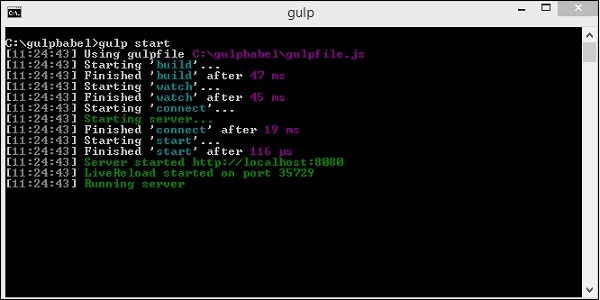 gulp
C:\gulpbabel>gulp start
[11:24:43] Using gulpfile C:\gulpbabel\gulpfile.js
[11:24:43] Starting 'build'...
[11:24:43] Finished 'build' after 47 ms
[11:24:43] Starting 'watch'...
[11:24:43] Finished 'watch' after 45 ms
[11:24:43] Starting 'connect'...
[11:24:43] Starting server...
[11:24:43] Finished 'connect' after 19 ms
[11:24:43] Starting 'start'...
[11:24:43] Finished 'start' after 116 μs
[11:24:43] Server started http://localhost:8080
[11:24:43] LiveReload started on port 35729
[11:24:43] Running server